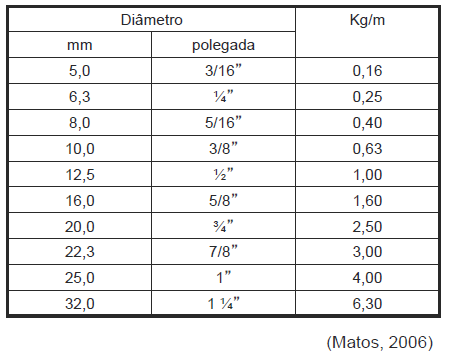 Diâmetro Kg/m
mm polegada
5,0 3/16” 0,16
6,3 ¼” 0,25
8,0 5/16” 0,40
10,0 3/8” 0,63
12,5 ½” 1,00
16,0 5/8” 1,60
20,0 ¾” 2,50
22,3 7/8” 3,00
25,0 1” 4,00
32,0 1 ¼” 6,30
(Matos, 2006)